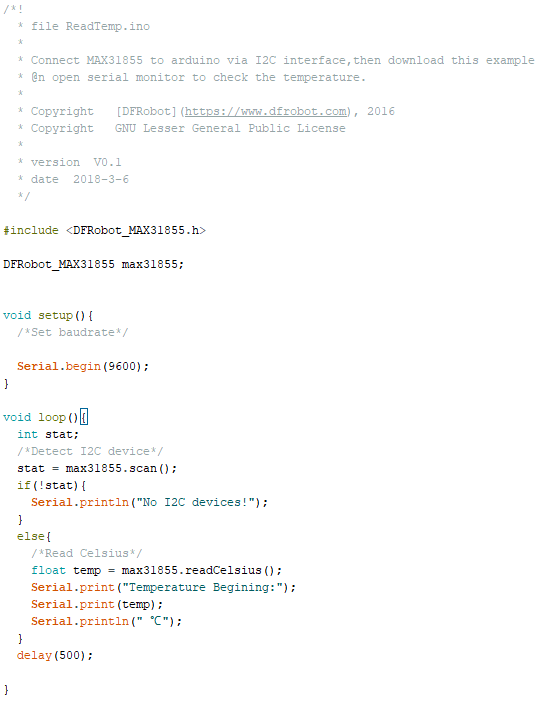 /*!
  * file ReadTemp.ino
  *
  * Connect MAX31855 to arduino via I2C interface,then download this example
  * @n open serial monitor to check the temperature.
  *
  * Copyright   [DFRobot](https://www.dfrobot.com), 2016
  * Copyright   GNU Lesser General Public License
  *
  * version  V0.1
  * date  2018-3-6
  */

#include <DFRobot_MAX31855.h>

DFRobot_MAX31855 max31855;


void setup(){
  /*Set baudrate*/

  Serial.begin(9600);
}

void loop(){
  int stat;
  /*Detect I2C device*/
  stat = max31855.scan();
  if(!stat){
    Serial.println("No I2C devices!");
  }
  else{
    /*Read Celsius*/
    float temp = max31855.readCelsius();
    Serial.print("Temperature Begining:");
    Serial.print(temp);
    Serial.println(" ℃");
  }
  delay(500);

}